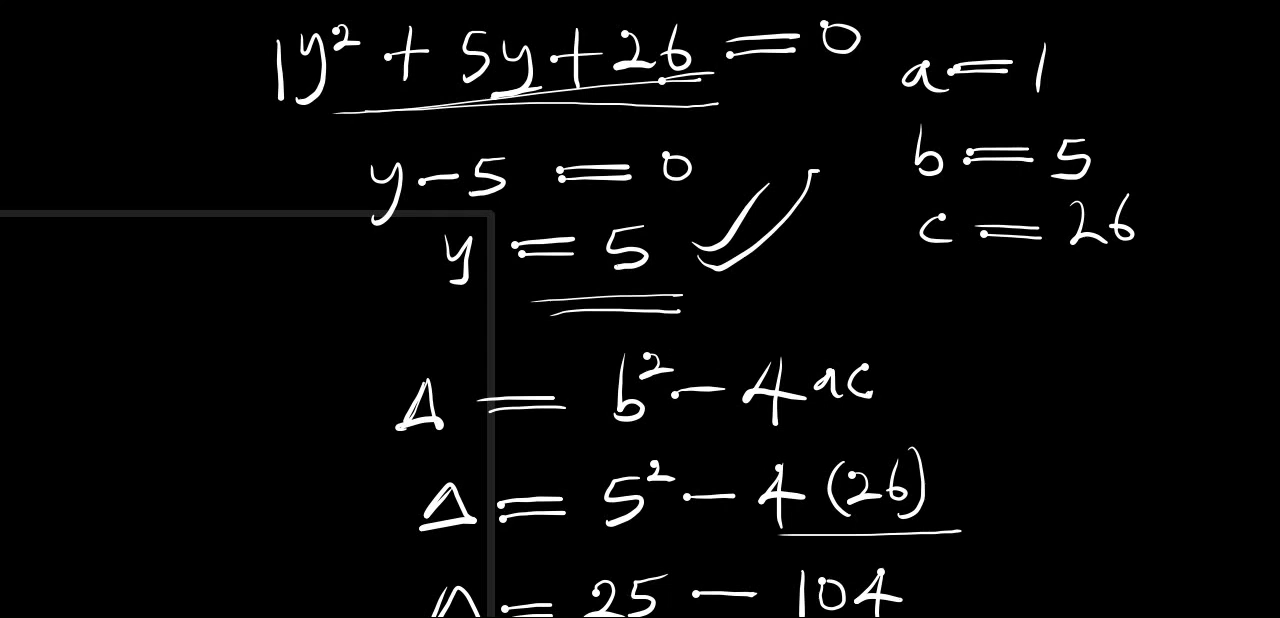 1y² + 5y + 26 = 0
a = 1
y - 5 = 0
b = 5
y = 5
c = 26
Δ = b² - 4ac
Δ = 5² - 4(26)
Δ = 25 - 104